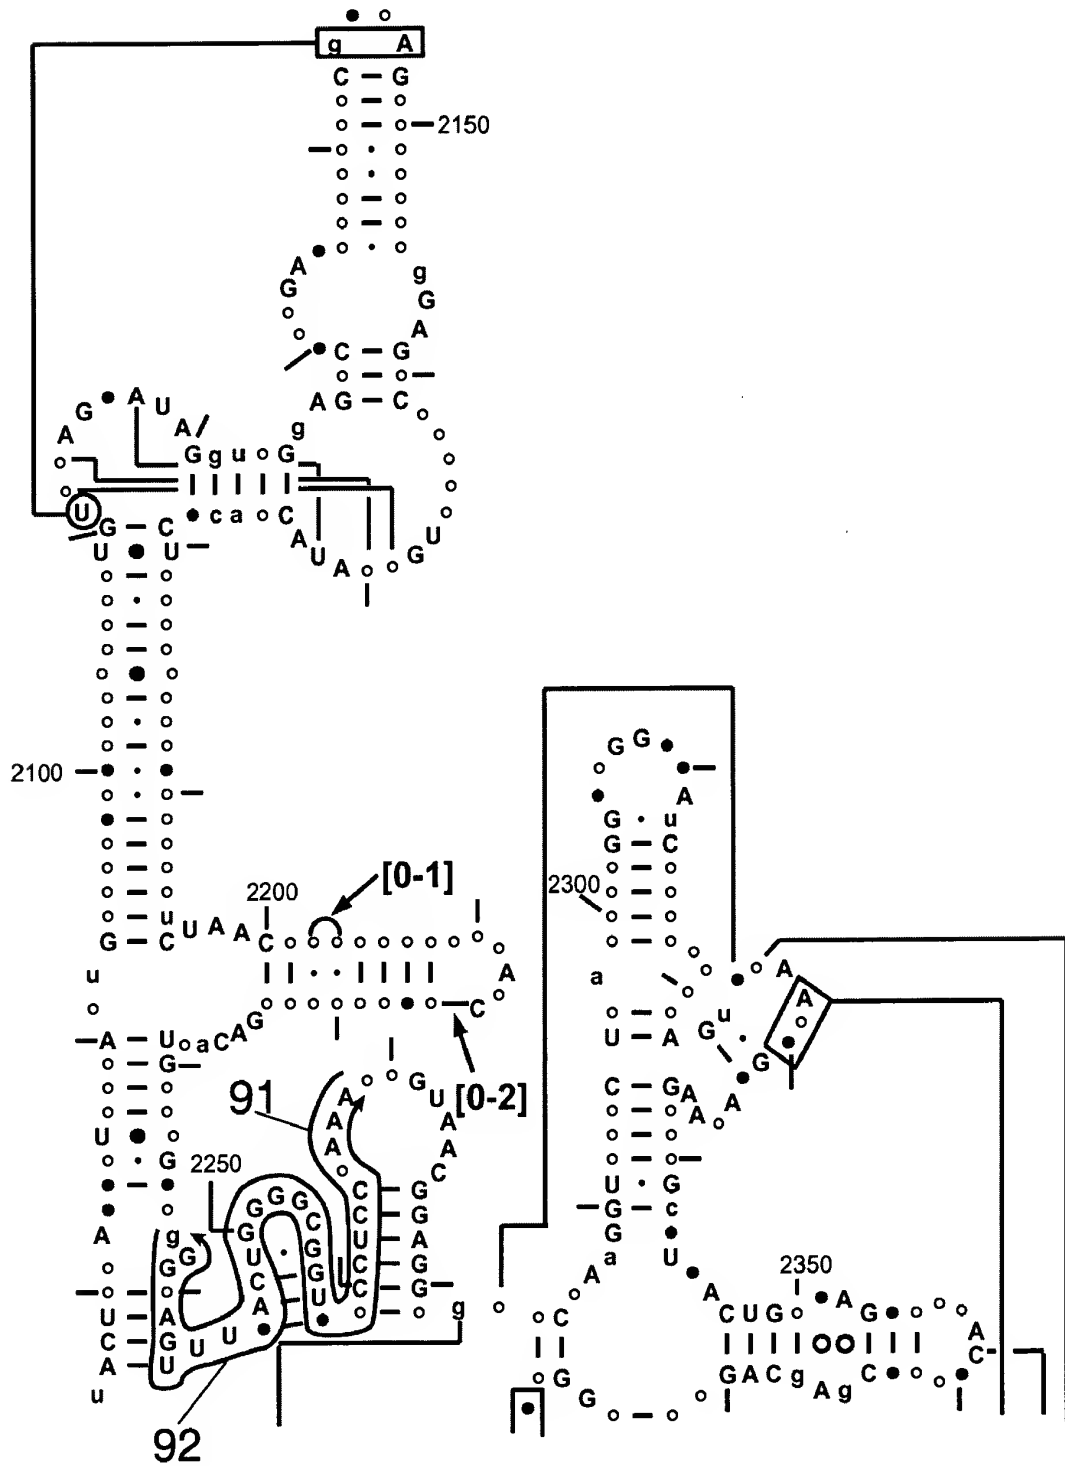 g A
C G
2150
A
G
g
G
A
C G
A G C
g
G A U A
A
G g u G
U
c a C
A U A G U
G C
U U
2100
2200
[0-1]
G G
A
G u
G C
2300
u
G C U A A C
A
C
u
a
A
A
u
G
G
A U a C A G
G
U A
91
A A A
G U A A C
[0-2]
C G
A
A
A
U
G
2250
G G G C G G U
C C U C C
G G A G G
U G
G C
G
a
g
G
G
A
G
U
U U
A C U G
A
U
C
A
u
92
g
A
C
U
A
2350
C U G A G
A
C
G A C g A g C
G
G